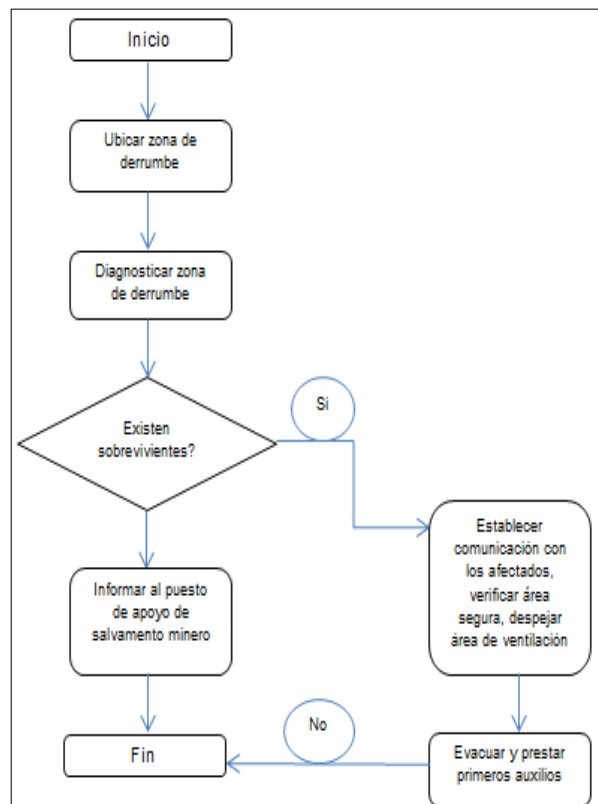 Inicio
Ubicar zona de
derrumbe
Diagnosticar zona
de derrumbe
Existen
sobrevivientes?
Si
Establecer
comunicación con
los afectados,
verificar área
segura, despejar
área de ventilación
Informar al puesto
de apoyo de
salvamento minero
No
Fin
Evacuar y prestar
primeros auxilios